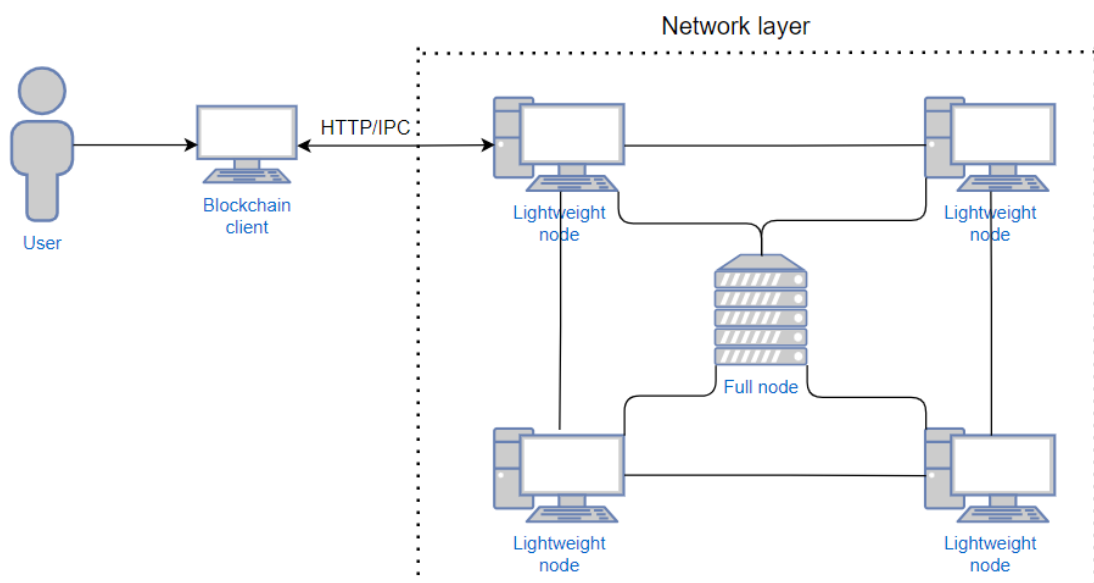 Network layer
HTTP/IPC
User
Blockchain
client
Lightweight
node
Lightweight
node
Full node
Lightweight
node
Lightweight
node